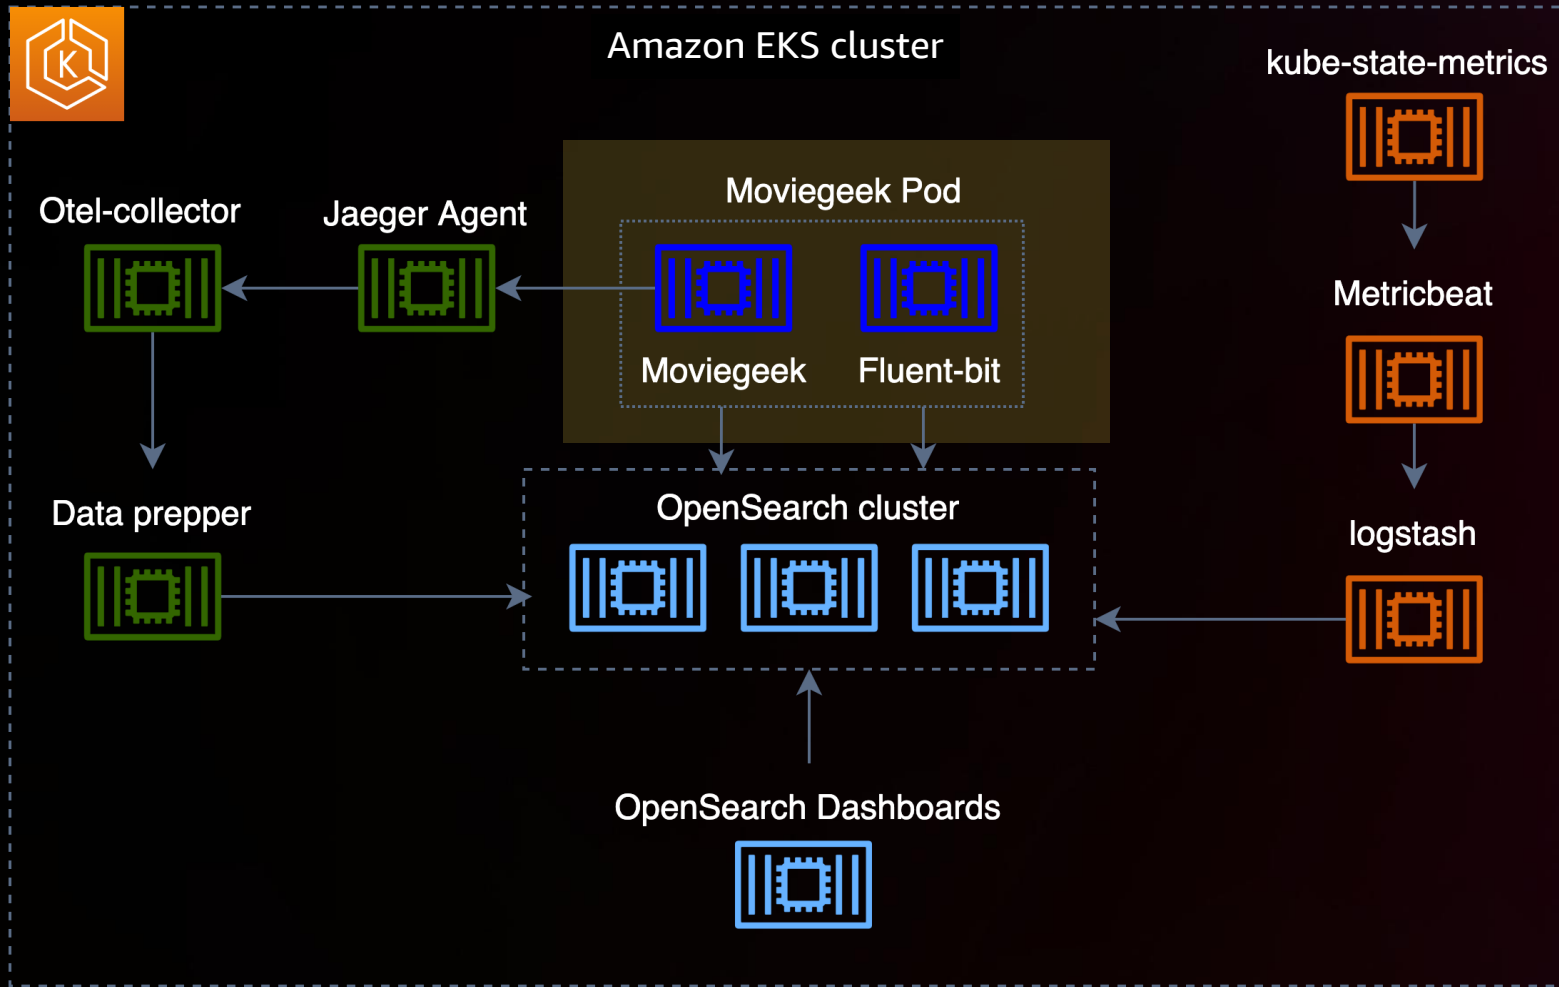 Amazon EKS cluster
K
kube-state-metrics
Moviegeek Pod
Otel-collector
Jaeger Agent
Metricbeat
Moviegeek
Fluent-bit
OpenSearch cluster
Data prepper
logstash
OpenSearch Dashboards